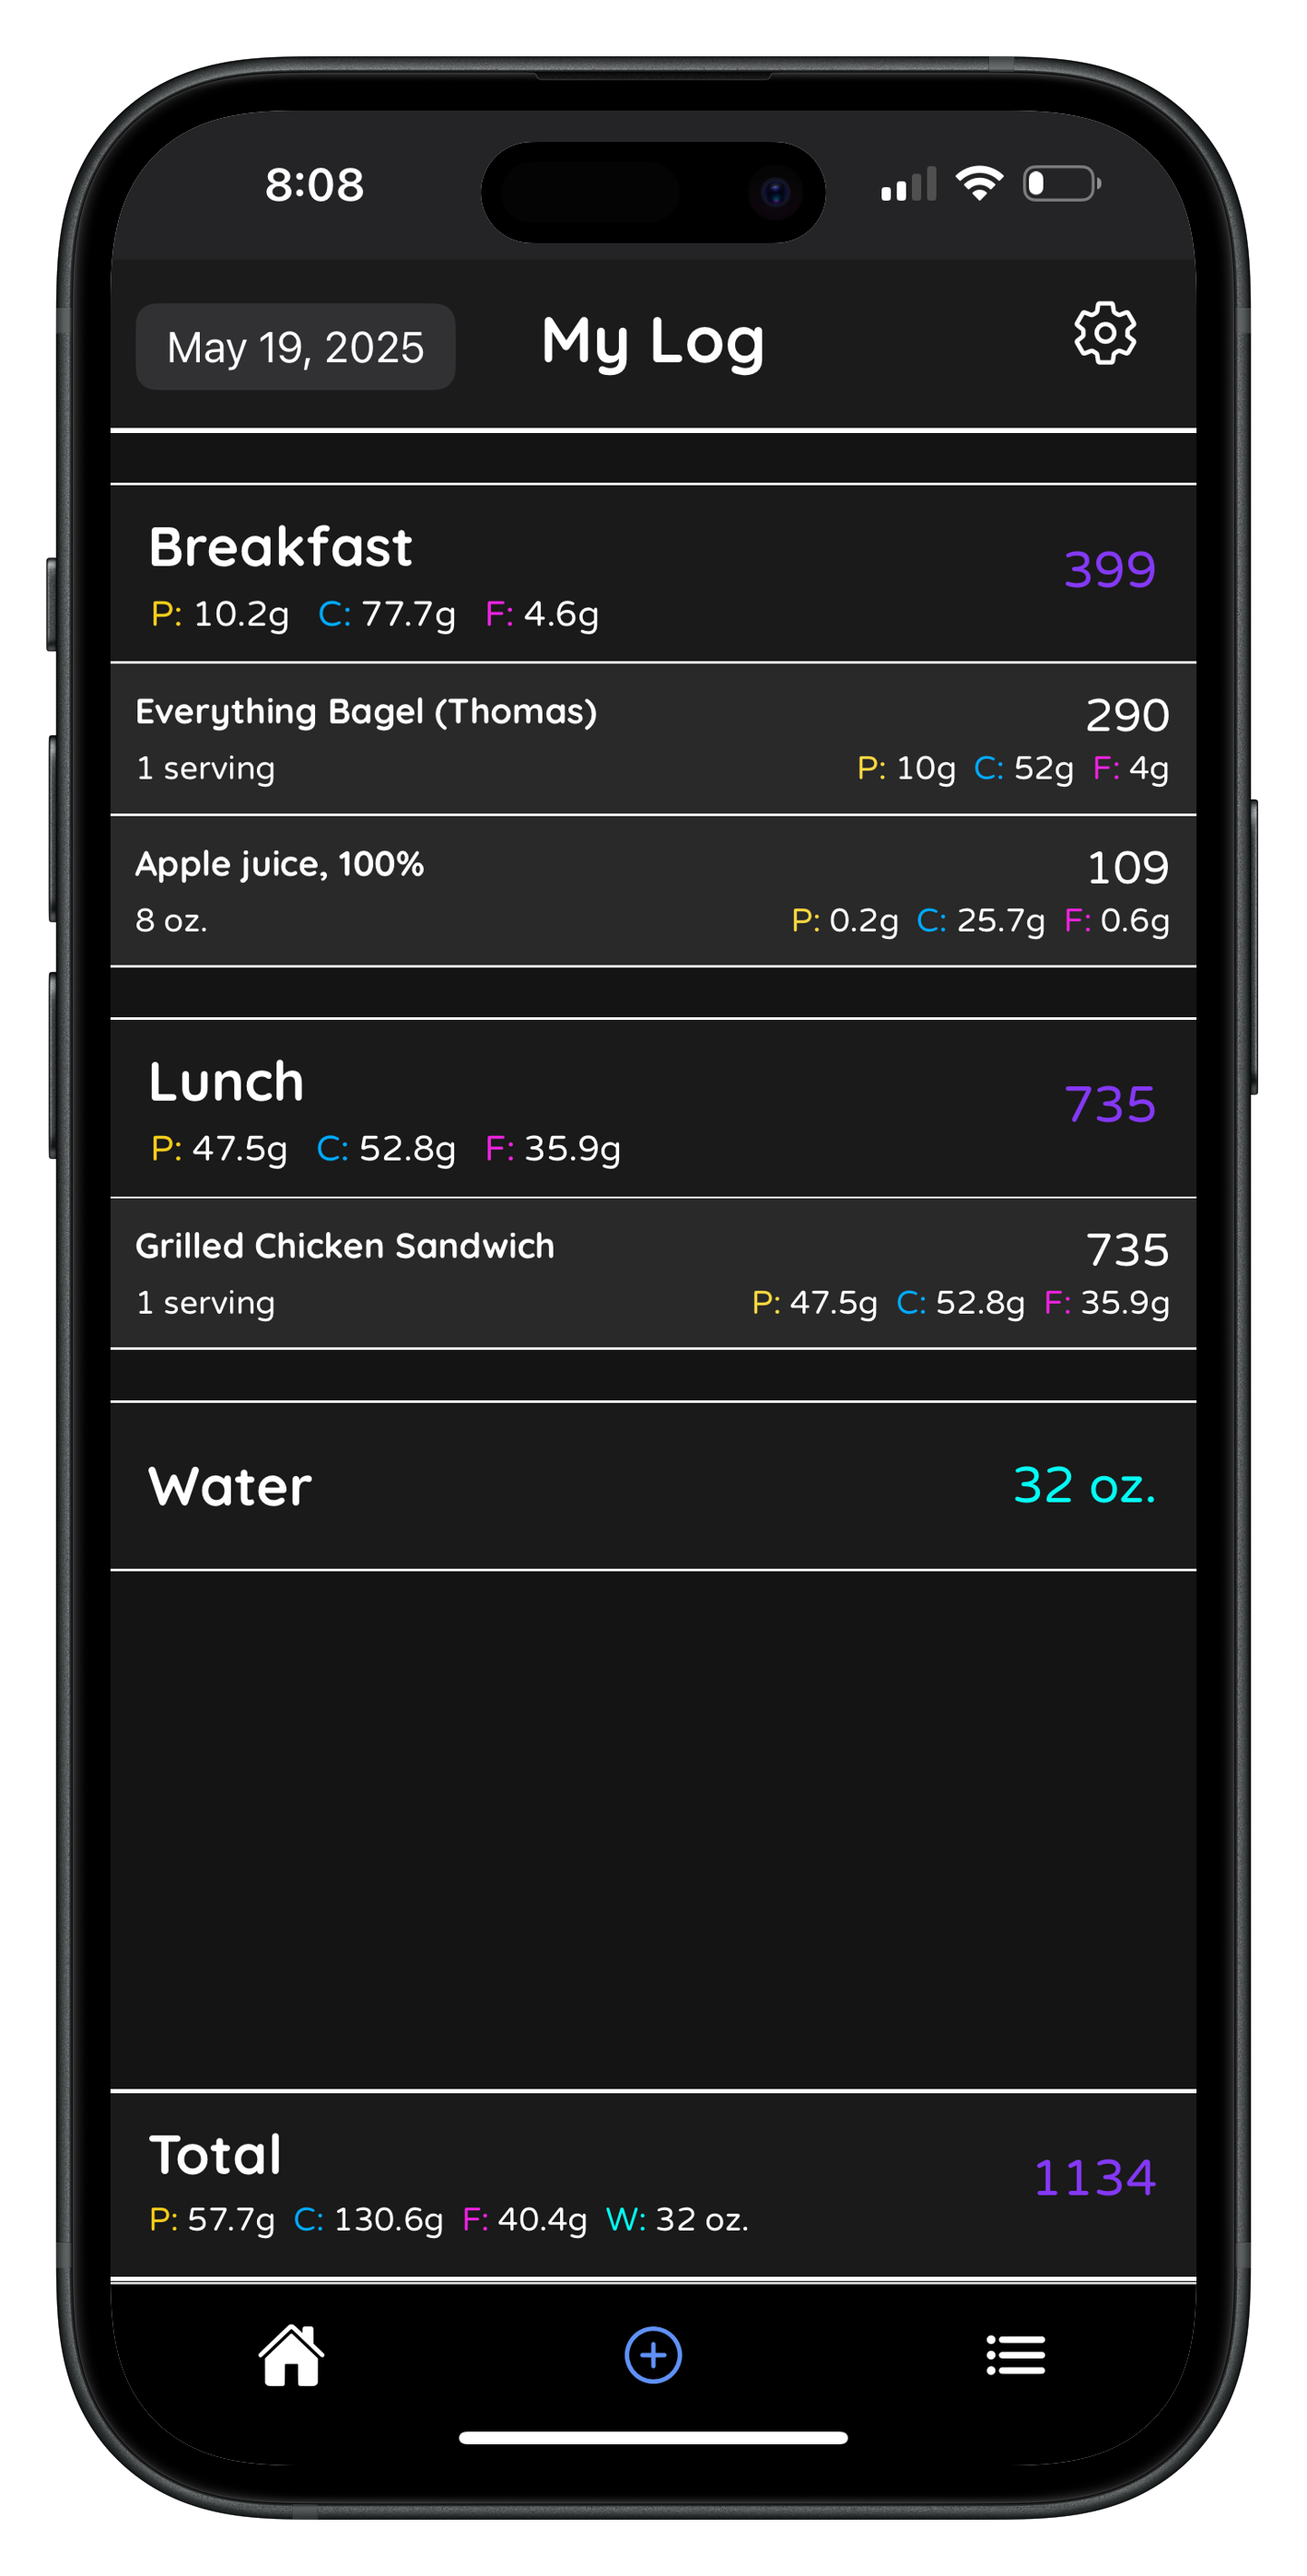 8:08
May 19, 2025 My Log
Breakfast
399
P: 10.2g C: 77.7g F: 4.6g
Everything Bagel (Thomas) 290
1 serving P: 10g C: 52g F: 4g
Apple juice, 100% 109
8 oz. P: 0.2g C: 25.7g F: 0.6g
Lunch
735
P: 47.5g C: 52.8g F: 35.9g
Grilled Chicken Sandwich 735
1 serving P: 47.5g C: 52.8g F: 35.9g
Water 32 oz.
Total
1134
P: 57.7g C: 130.6g F: 40.4g W: 32 oz.